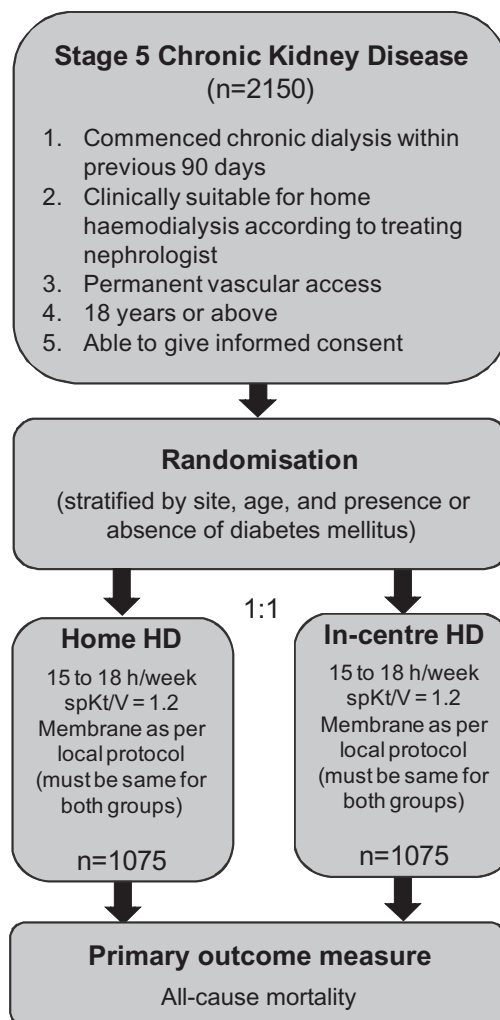 Stage 5 Chronic Kidney Disease
(n=2150)
1. Commenced chronic dialysis within
previous 90 days
2. Clinically suitable for home
haemodialysis according to treating
nephrologist
3. Permanent vascular access
4. 18 years or above
5. Able to give informed consent
Randomisation
(stratified by site, age, and presence or
absence of diabetes mellitus)
1:1
Home HD
15 to 18 h/week
spKt/V = 1.2
Membrane as per
local protocol
(must be same for
both groups)
n=1075
In-centre HD
15 to 18 h/week
spKt/V = 1.2
Membrane as per
local protocol
(must be same for
both groups)
n=1075
Primary outcome measure
All-cause mortality